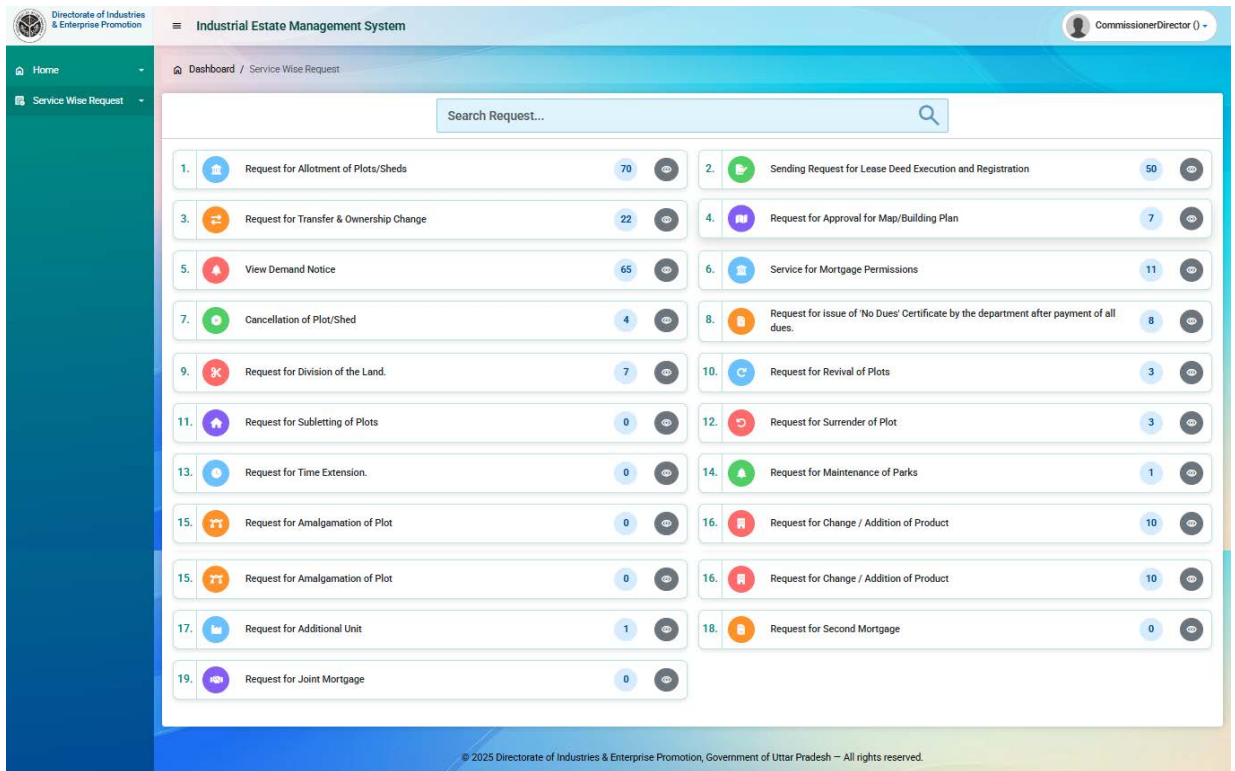 Directorate of Industries
& Enterprise Promotion
Industrial Estate Management System
CommissionerDirector ()
Home
Service Wise Request
Dashboard / Service Wise Request
Search Request...
1. Request for Allotment of Plots/Sheds 70
2. Sending Request for Lease Deed Execution and Registration 50
3. Request for Transfer & Ownership Change 22
4. Request for Approval for Map/Building Plan 7
5. View Demand Notice 65
6. Service for Mortgage Permissions 11
7. Cancellation of Plot/Shed 4
8. Request for issue of 'No Dues' Certificate by the department after payment of all
dues. 8
9. Request for Division of the Land. 7
10. Request for Revival of Plots 3
11. Request for Subletting of Plots 0
12. Request for Surrender of Plot 3
13. Request for Time Extension. 0
14. Request for Maintenance of Parks 1
15. Request for Amalgamation of Plot 0
16. Request for Change / Addition of Product 10
15. Request for Amalgamation of Plot 0
16. Request for Change / Addition of Product 10
17. Request for Additional Unit 1
18. Request for Second Mortgage 0
19. Request for Joint Mortgage 0
© 2025 Directorate of Industries & Enterprise Promotion, Government of Uttar Pradesh — All rights reserved.